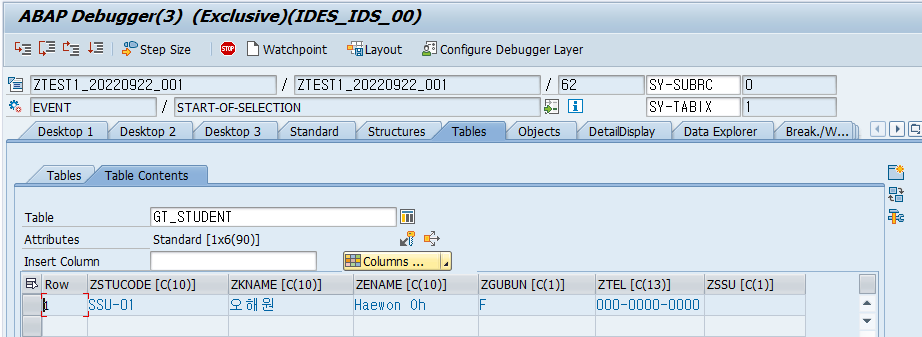 ABAP Debugger(3) (Exclusive)(IDES_IDS_00)
Step Size STOP Watchpoint Layout Configure Debugger Layer
ZTEST1_20220922_001 / ZTEST1_20220922_001 / 62 SY-SUBRC 0
EVENT / START-OF-SELECTION SY-TABIX 1
Desktop 1 Desktop 2 Desktop 3 Standard Structures Tables Objects DetailDisplay Data Explorer Break./W...
Tables Table Contents
Table GT_STUDENT
Attributes Standard [1x6(90)]
Insert Column Columns ...
Row ZSTUCODE [C(10)] ZKNAME [C(10)] ZENAME [C(10)] ZGUBUN [C(1)] ZTEL [C(13)] ZSSU [C(1)]
1 SSU-01 오해원 Haewon Oh F 000-0000-0000